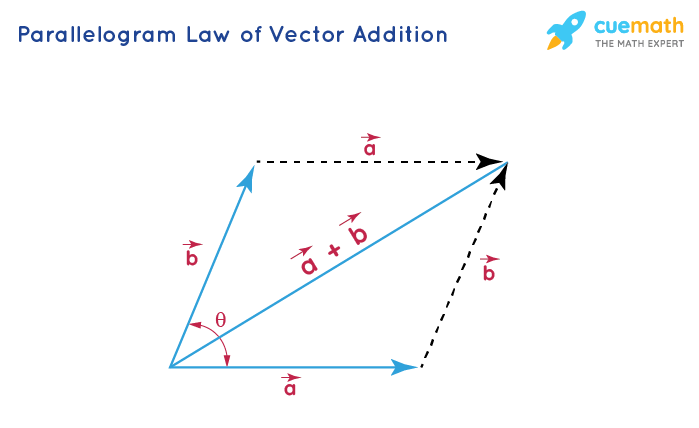 Parallelogram Law of Vector Addition
cuemath
THE MATH EXPERT
a⃗
b⃗
a⃗ + b⃗
b⃗
θ
a⃗